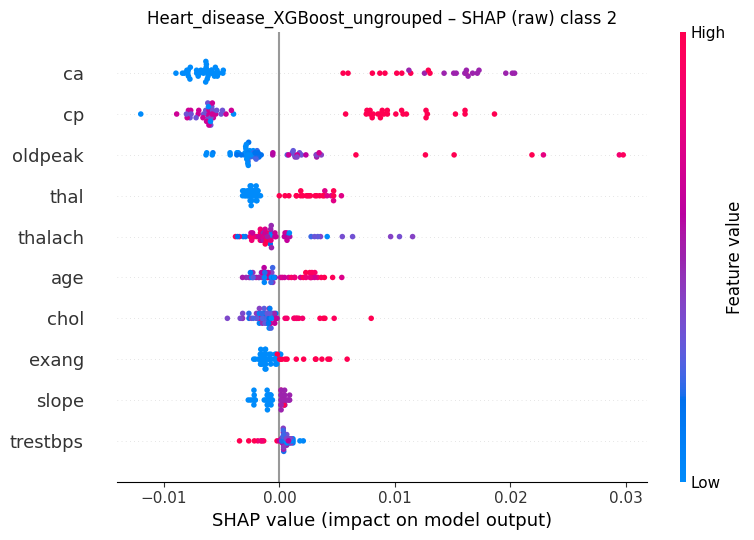 Heart_disease_XGBoost_ungrouped – SHAP (raw) class 2
High
ca
cp
oldpeak
thal
thalach
age
chol
exang
slope
trestbps
Feature value
Low
−0.01 0.00 0.01 0.02 0.03
SHAP value (impact on model output)